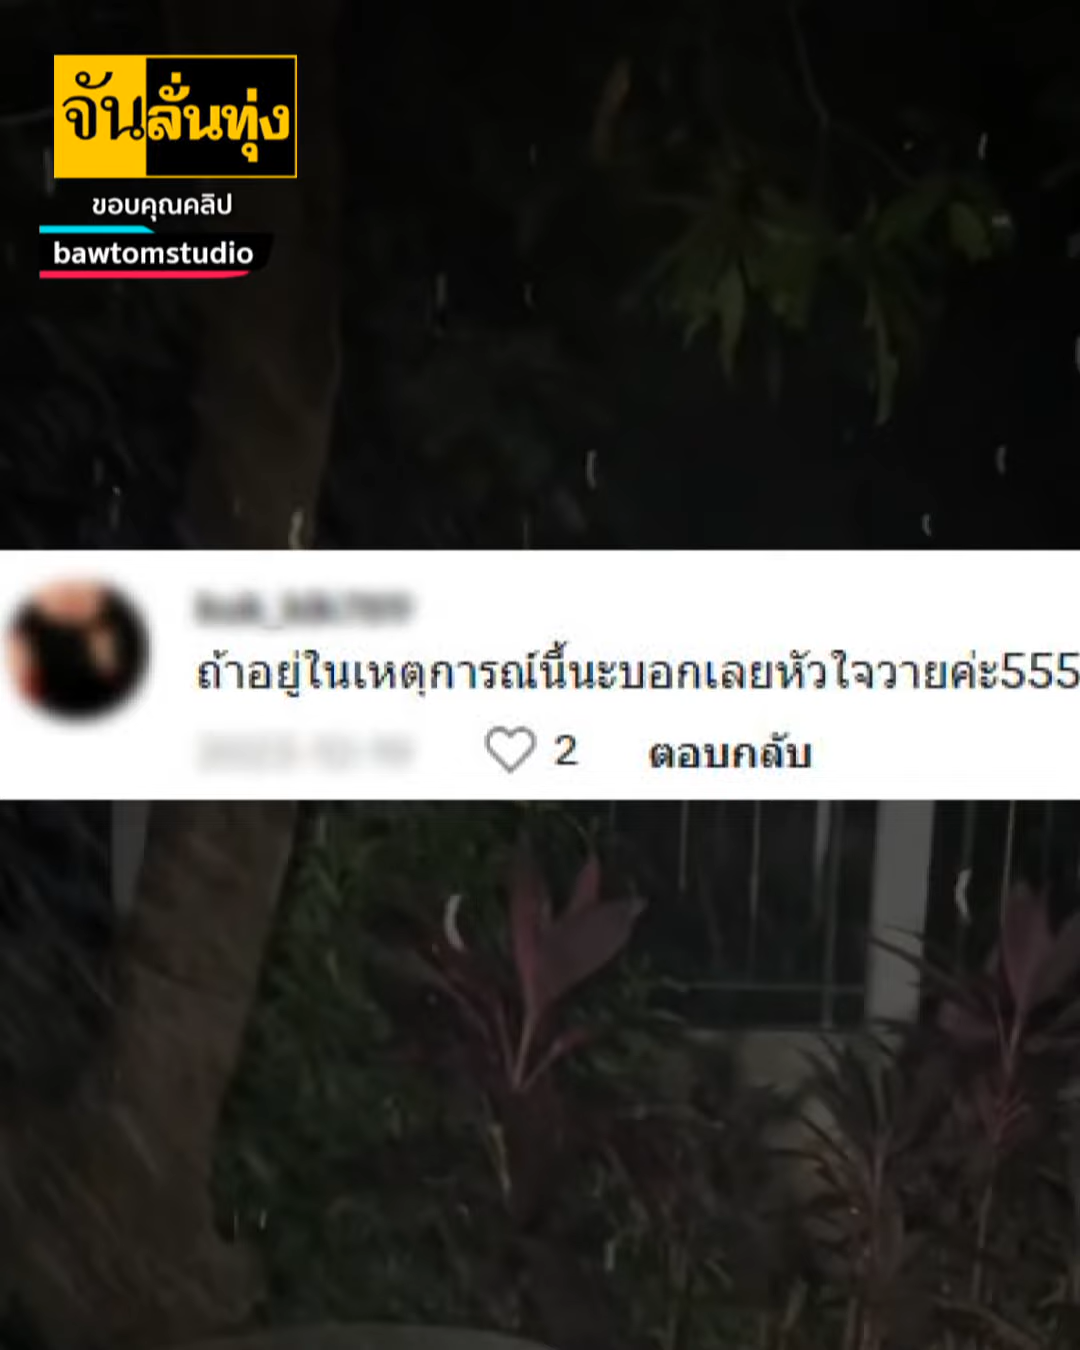 จันลั่นทุ่ง
ขอบคุณคลิป
bawtomstudio
ถ้าอยู่ในเหตุการณ์นี้นะบอกเลยหัวใจวายค่ะ555
2 ตอบกลับ